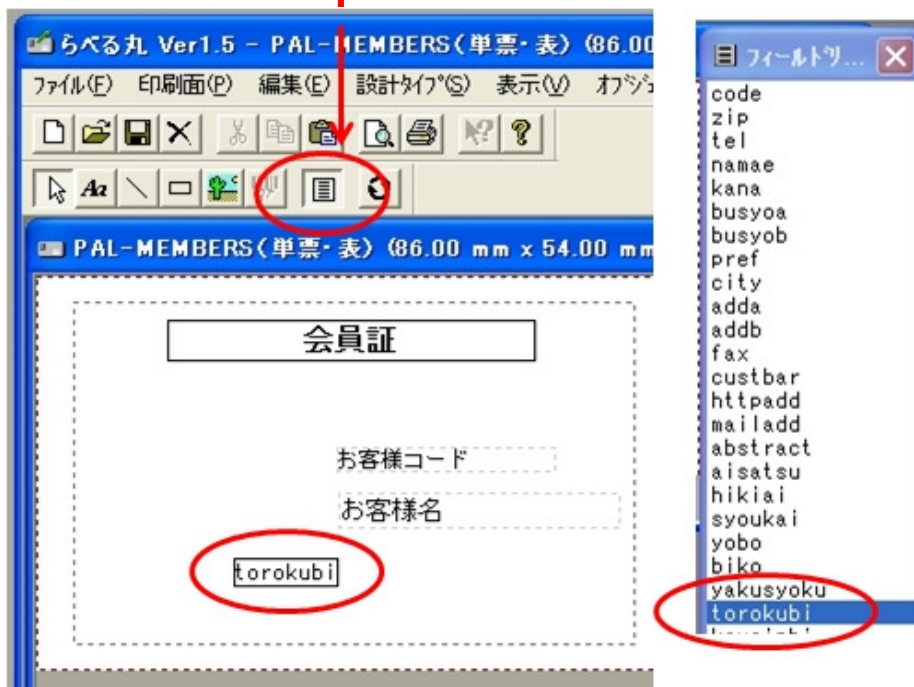 らべる丸 Ver1.5 - PAL-MEMBERS(単票・表) (86.00
ファイル(F) 印刷面(P) 編集(E) 設計タイプ(S) 表示(V) オブジェ
Aa
PAL-MEMBERS(単票・表) (86.00 mm x 54.00 mm
会員証
お客様コード
お客様名
torokubi
フィールドリ...
code
zip
tel
namae
kana
busyoa
busyob
pref
city
adda
addb
fax
custbar
httpadd
mailadd
abstract
aisatsu
hikiai
syoukai
yobo
biko
yakusyoku
torokubi